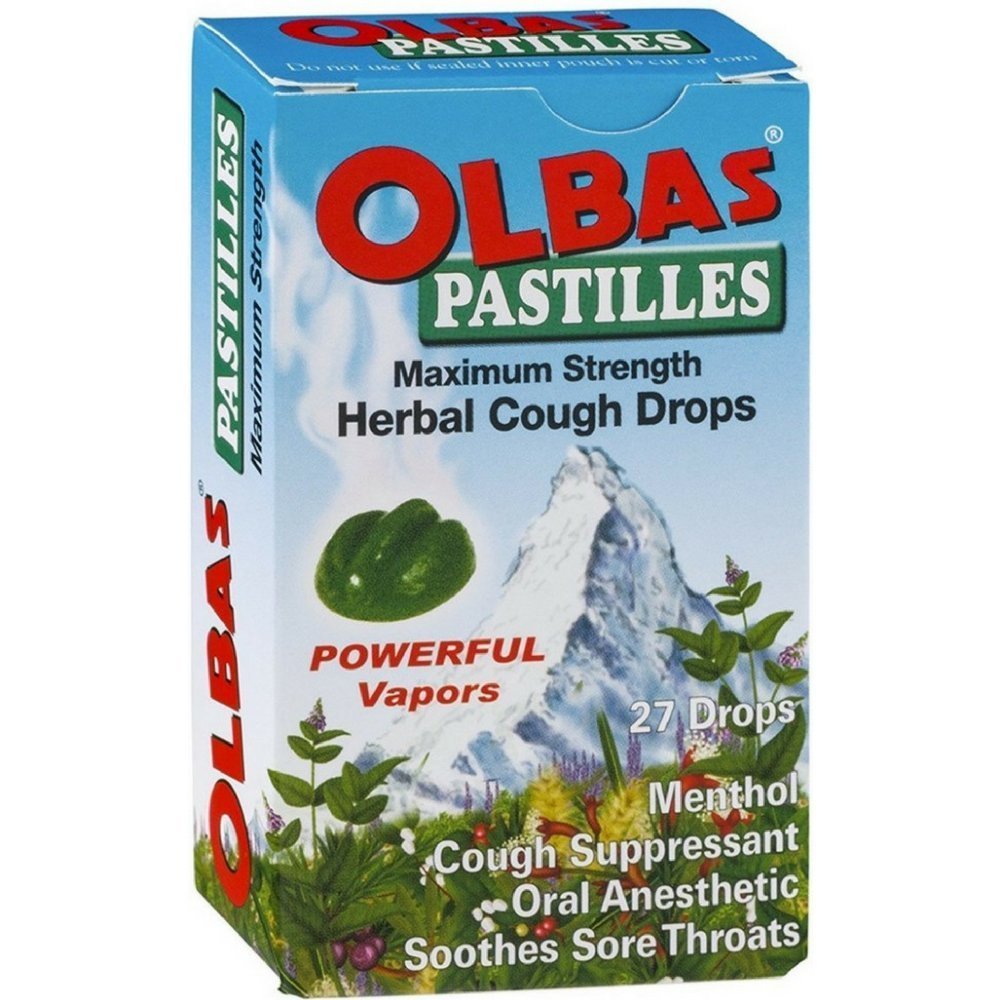 OLBAS
PASTILLES
Do not use if sealed inner pouch is cut or torn
OLBAS®
PASTILLES
Maximum Strength
Herbal Cough Drops
POWERFUL
Vapors
27 Drops
Menthol
Cough Suppressant
Oral Anesthetic
Soothes Sore Throats
OLBAS®
PASTILLES
Maximum Strength